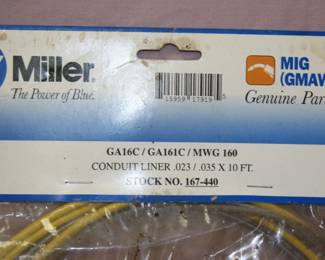 Miller®
The Power of Blue.
MIG
(GMAW
Genuine Par
GA16C / GA161C / MWG 160
CONDUIT LINER .023 / .035 X 10 FT.
STOCK NO. 167-440